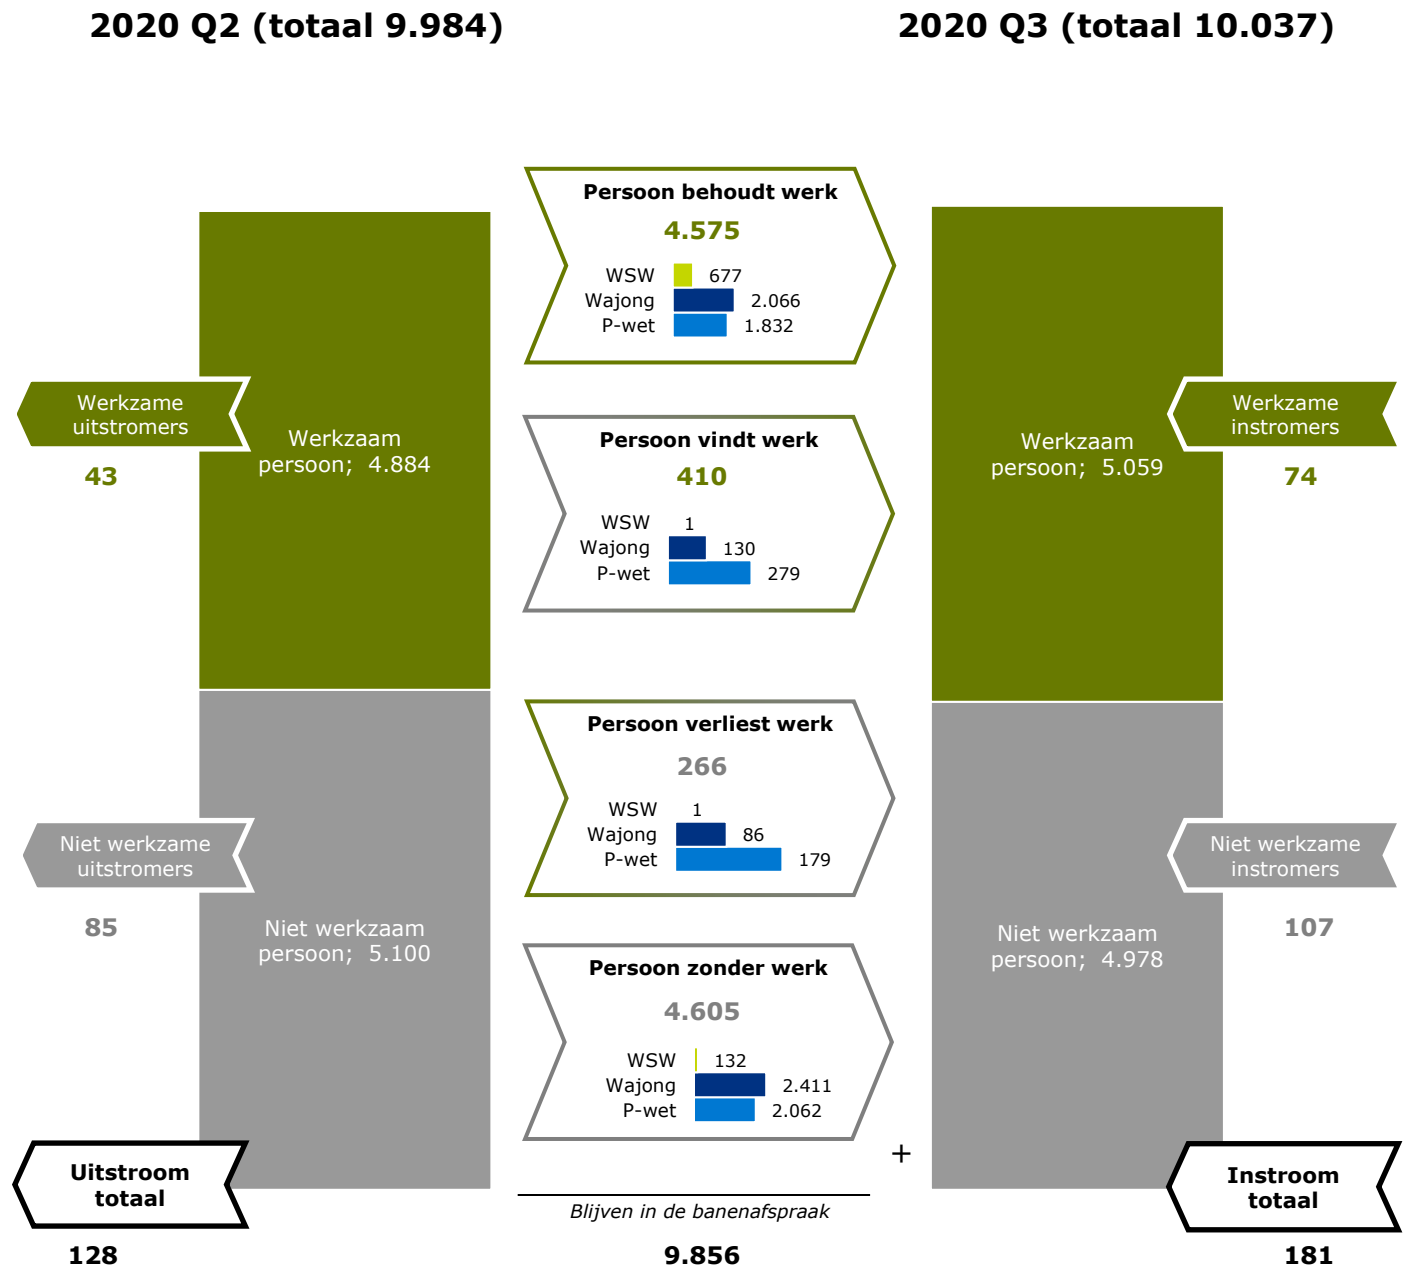 2020 Q2 (totaal 9.984)
2020 Q3 (totaal 10.037)
Werkzame
uitstromers
43
Werkzaam
persoon; 4.884
Niet werkzame
uitstromers
85
Niet werkzaam
persoon; 5.100
Uitstroom
totaal
128
Persoon behoudt werk
4.575
WSW 677
Wajong 2.066
P-wet 1.832
Persoon vindt werk
410
WSW 1
Wajong 130
P-wet 279
Persoon verliest werk
266
WSW 1
Wajong 86
P-wet 179
Persoon zonder werk
4.605
WSW 132
Wajong 2.411
P-wet 2.062
+
Blijven in de banenafspraak
9.856
Werkzaam
persoon; 5.059
Werkzame
instromers
74
Niet werkzame
instromers
107
Niet werkzaam
persoon; 4.978
Instroom
totaal
181